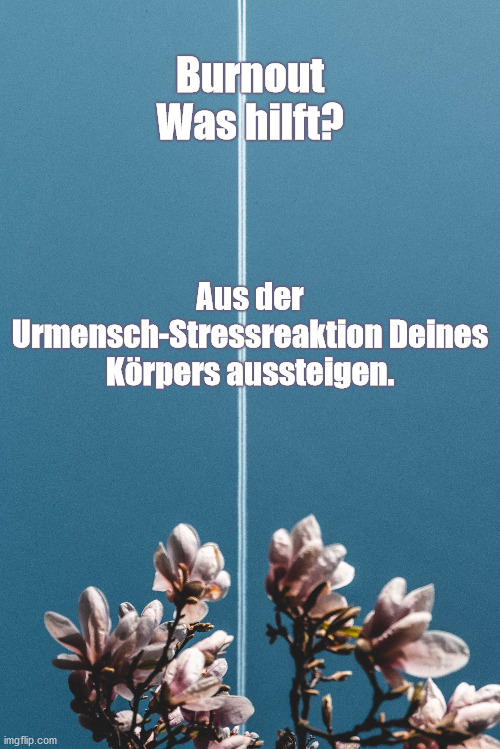 Burnout
Was hilft?
Aus der
Urmensch-Stressreaktion Deines
Körpers aussteigen.
imgflip.com